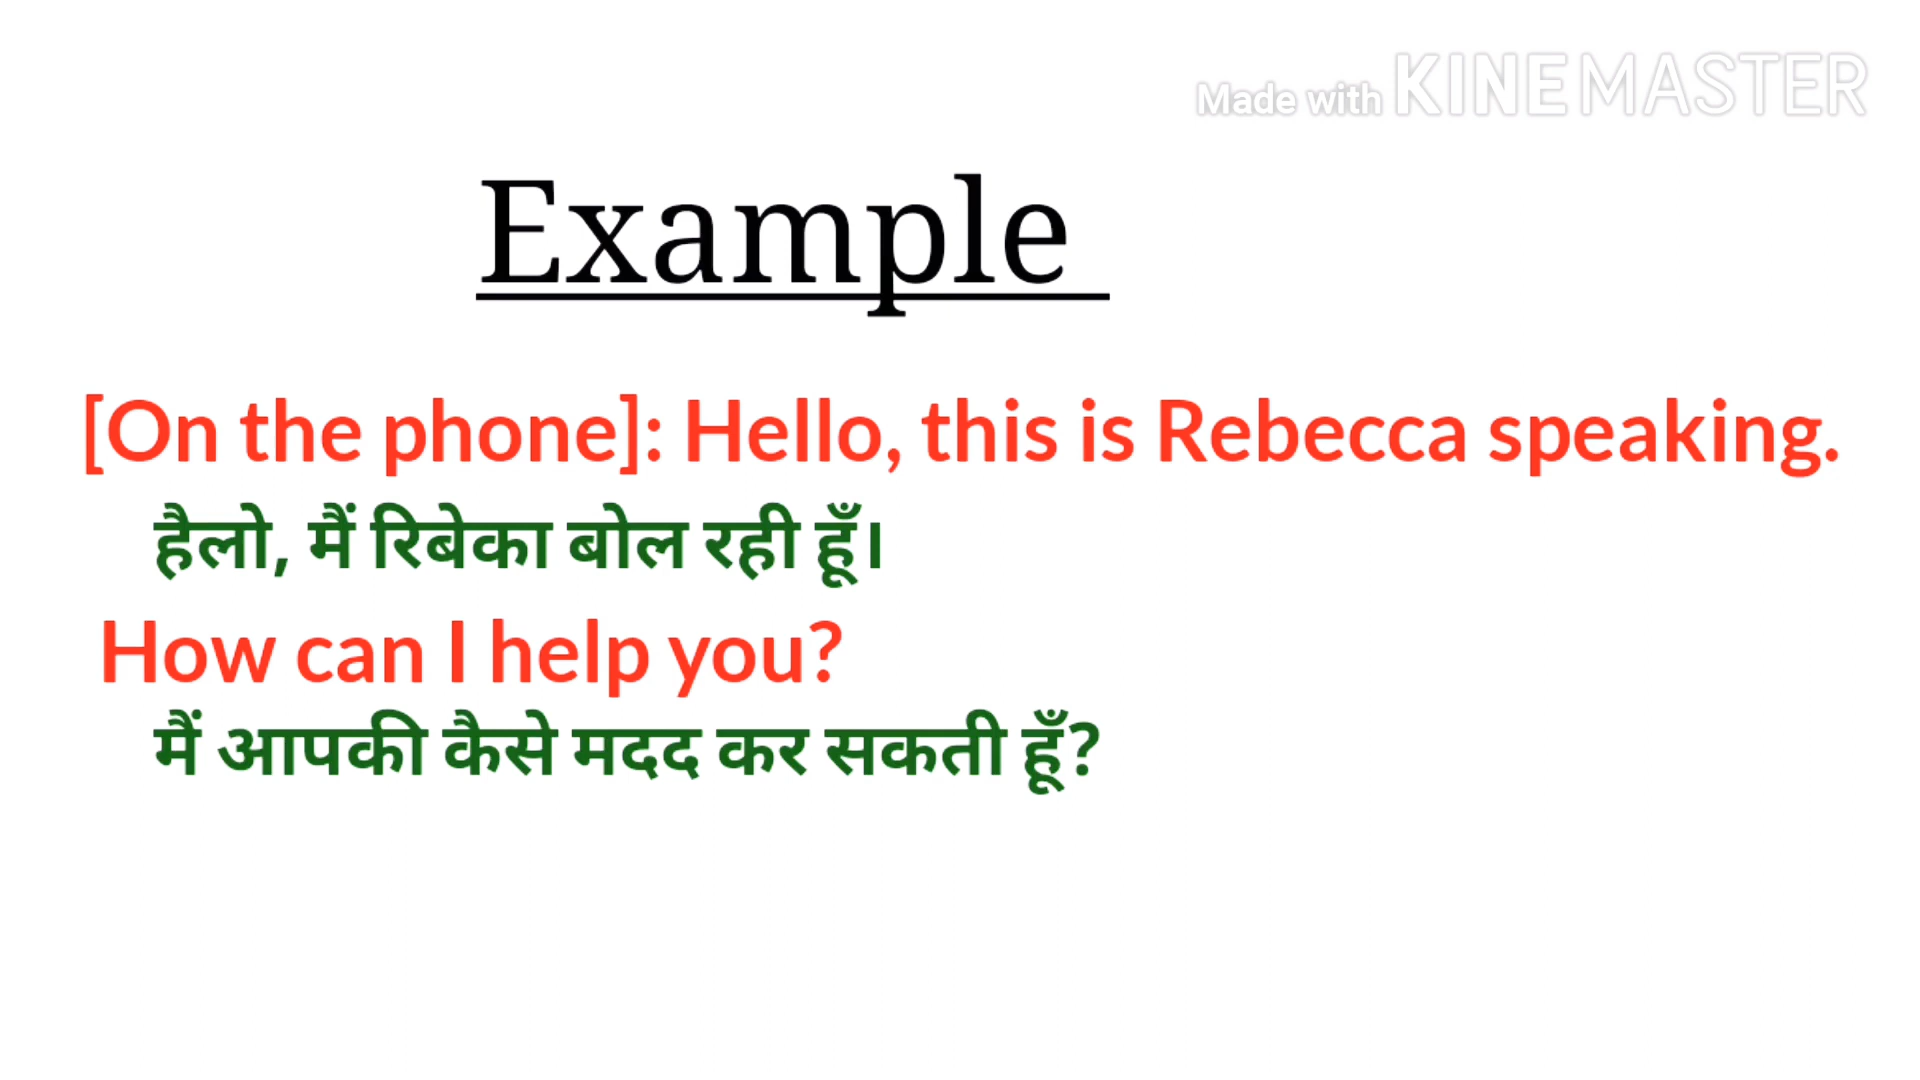 Made with KINEMASTER
Example
[On the phone]: Hello, this is Rebecca speaking.
हैलो, मैं रिबेका बोल रही हूँ।
How can I help you?
मैं आपकी कैसे मदद कर सकती हूँ?